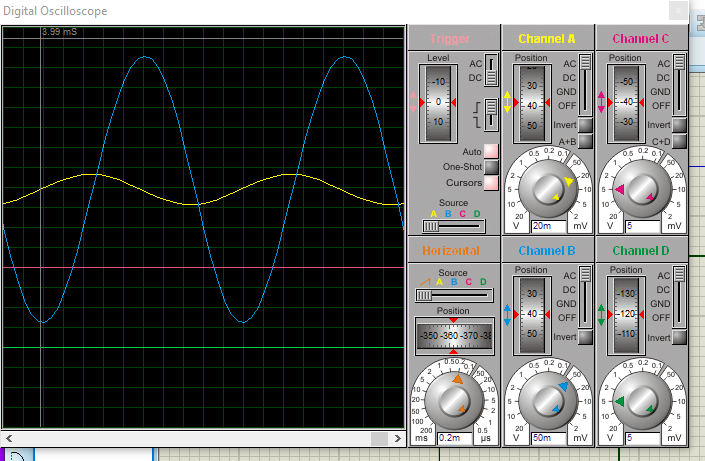 Digital Oscilloscope
3.99 mS
Trigger
Level
-10
0
10
AC
DC
Auto
One-Shot
Cursors
Source
A B C D
Channel A
Position
30
40
50
AC
DC
GND
OFF
Invert
A+B
0.5 0.2 0.1
1 50
2 20
5 10
10 5
20 2
V 20m mV
Channel C
Position
-50
-40
-30
AC
DC
GND
OFF
Invert
C+D
0.5 0.2 0.1
1 50
2 20
5 10
10 5
20 2
V 5 mV
Horizontal
Source
A B C D
Position
-350 -360 -370
0.5 0.2 0.1
1 50
2 20
5 10
10 5
20 2
50 1
100 0.5
200
ms 0.2m µs
Channel B
Position
30
40
50
AC
DC
GND
OFF
Invert
0.5 0.2 0.1
1 50
2 20
5 10
10 5
20 2
V 50m mV
Channel D
Position
-130
-120
-110
AC
DC
GND
OFF
Invert
0.5 0.2 0.1
1 50
2 20
5 10
10 5
20 2
V 5 mV